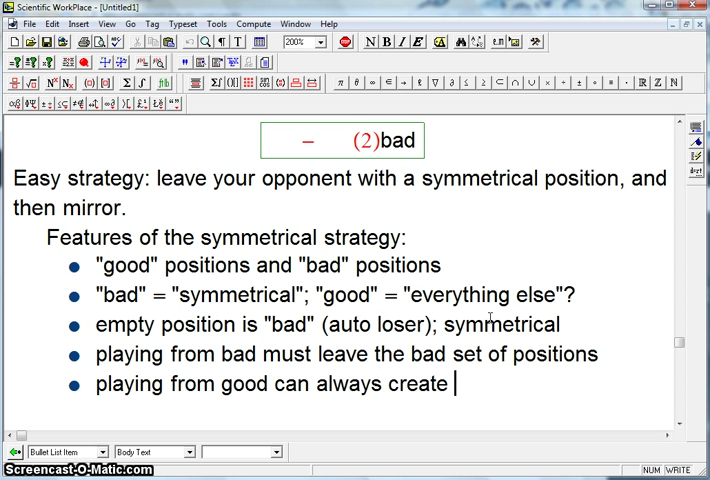 Scientific WorkPlace - [Untitled1]
File Edit Insert View Go Tag Typeset Tools Compute Window Help
200% N B I E
π θ ∞ ∈ → ℓ ∇ ∂ ≤ ≥ ⊂ ∩ ∪ × ÷ ± ∘ ≡ • ℝ ℤ ℕ
– (2)bad
Easy strategy: leave your opponent with a symmetrical position, and
then mirror.
Features of the symmetrical strategy:
● "good" positions and "bad" positions
● "bad" = "symmetrical"; "good" = "everything else"?
● empty position is "bad" (auto loser); symmetrical
● playing from bad must leave the bad set of positions
● playing from good can always create
Bullet List Item Body Text
Screencast-O-Matic.com NUM WRITE